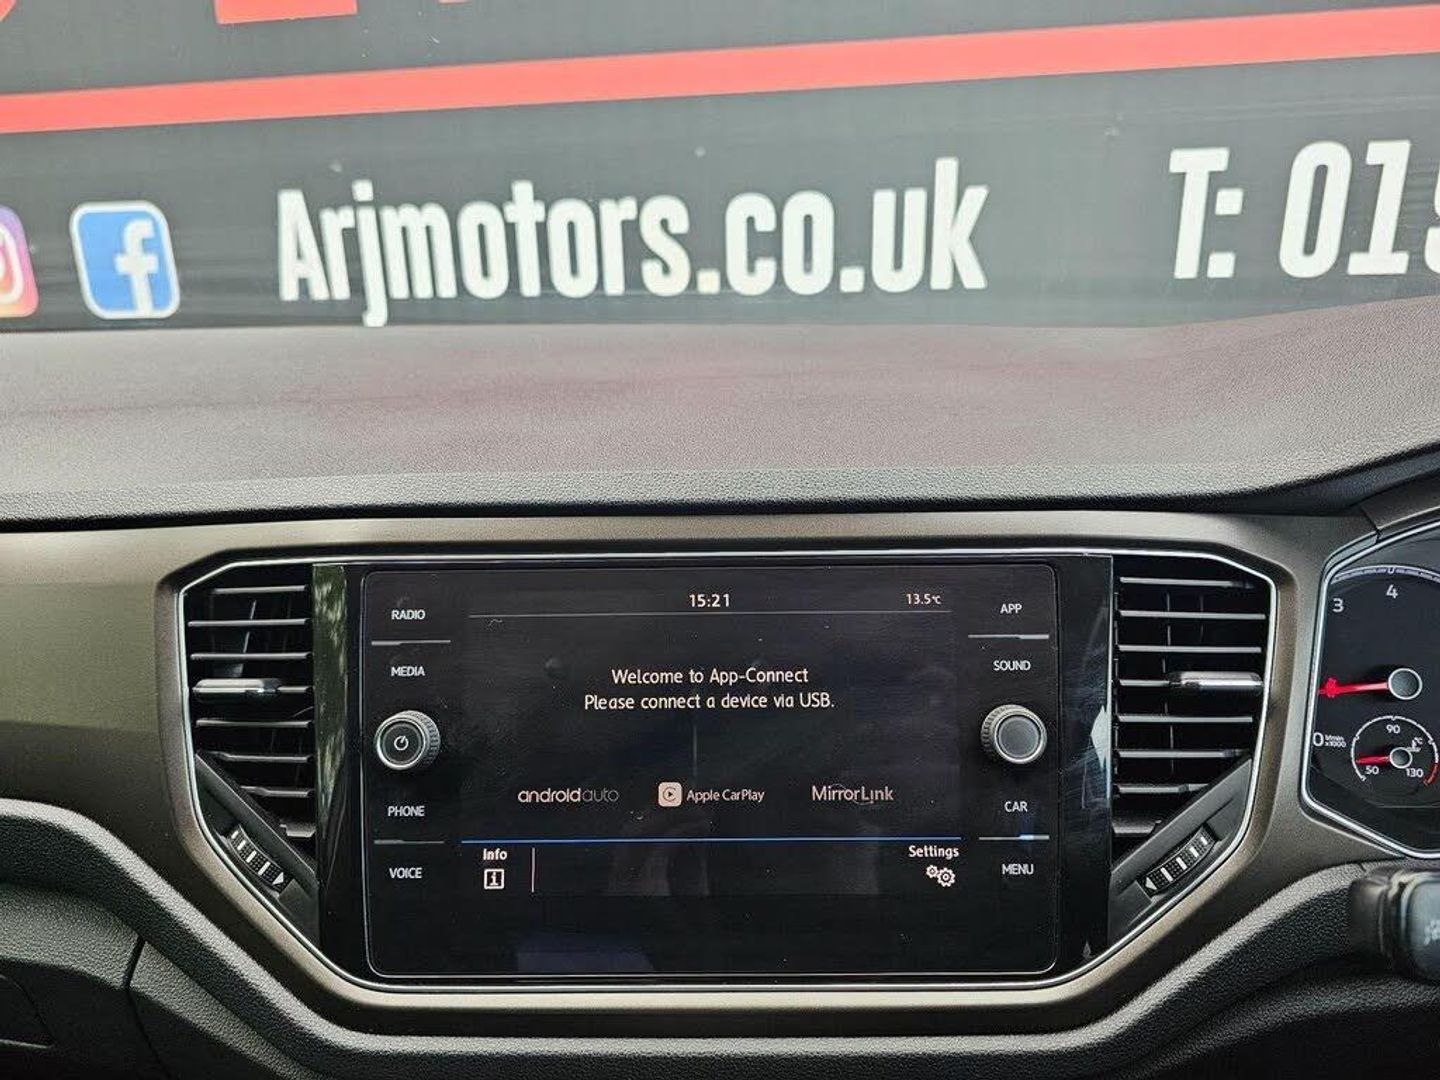 Arjmotors.co.uk
T: 01
RADIO
MEDIA
PHONE
VOICE
15:21
13.5°C
Welcome to App-Connect
Please connect a device via USB.
androidauto
Apple CarPlay
MirrorLink
Info
Settings
APP
SOUND
CAR
MENU
3
4
0
90
50
130